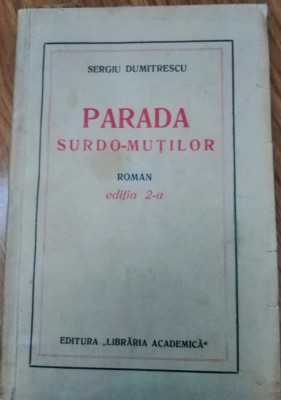 SERGIU DUMITRESCU
PARADA
SURDO-MUȚILOR
ROMAN
ediția 2-a
EDITURA „LIBRĂRIA ACADEMICĂ"